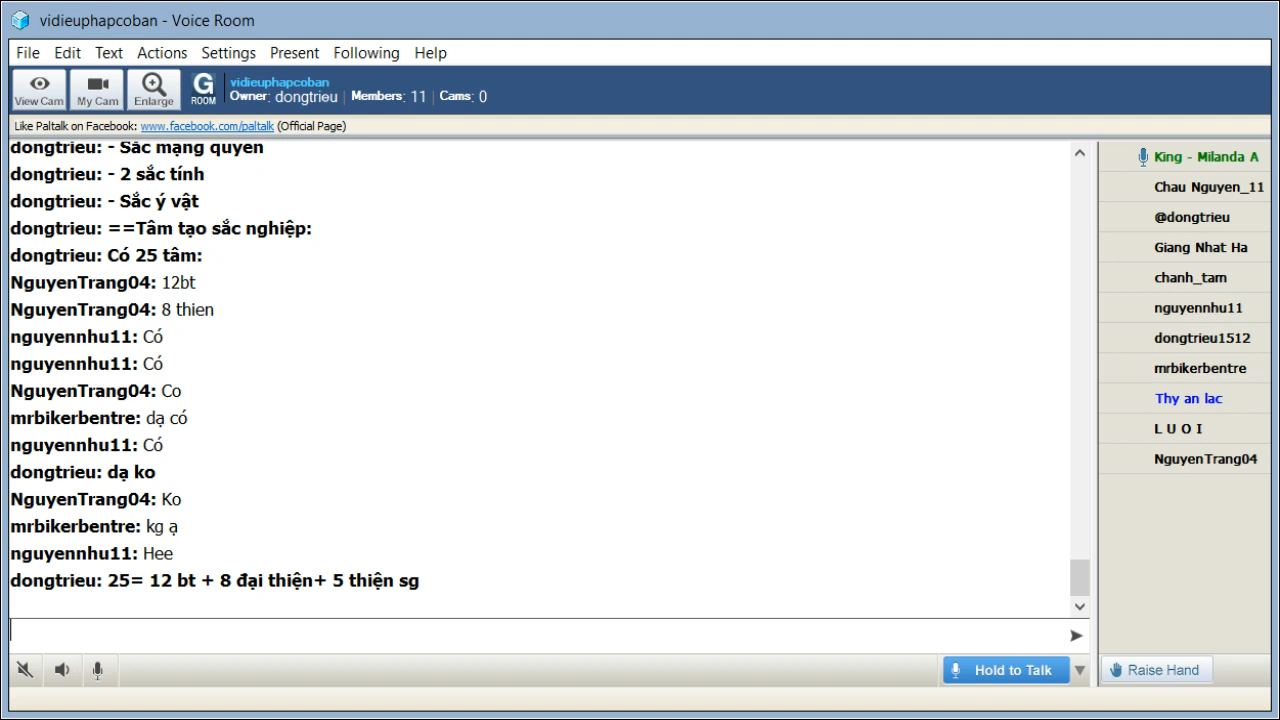 vidieuphapcoban - Voice Room
File Edit Text Actions Settings Present Following Help
View Cam My Cam Enlarge G ROOM
vidieuphapcoban
Owner: dongtrieu | Members: 11 | Cams: 0
Like Paltalk on Facebook: www.facebook.com/paltalk (Official Page)
dongtrieu: - Sắc mạng quyền
dongtrieu: - 2 sắc tính
dongtrieu: - Sắc ý vật
dongtrieu: ==Tâm tạo sắc nghiệp:
dongtrieu: Có 25 tâm:
NguyenTrang04: 12bt
NguyenTrang04: 8 thien
nguyennhu11: Có
nguyennhu11: Có
NguyenTrang04: Co
mrbikerbentre: dạ có
nguyennhu11: Có
dongtrieu: dạ ko
NguyenTrang04: Ko
mrbikerbentre: kg ạ
nguyennhu11: Hee
dongtrieu: 25= 12 bt + 8 đại thiện+ 5 thiện sg
King - Milanda A
Chau Nguyen_11
@dongtrieu
Giang Nhat Ha
chanh_tam
nguyennhu11
dongtrieu1512
mrbikerbentre
Thy an lac
L U O I
NguyenTrang04
Hold to Talk
Raise Hand